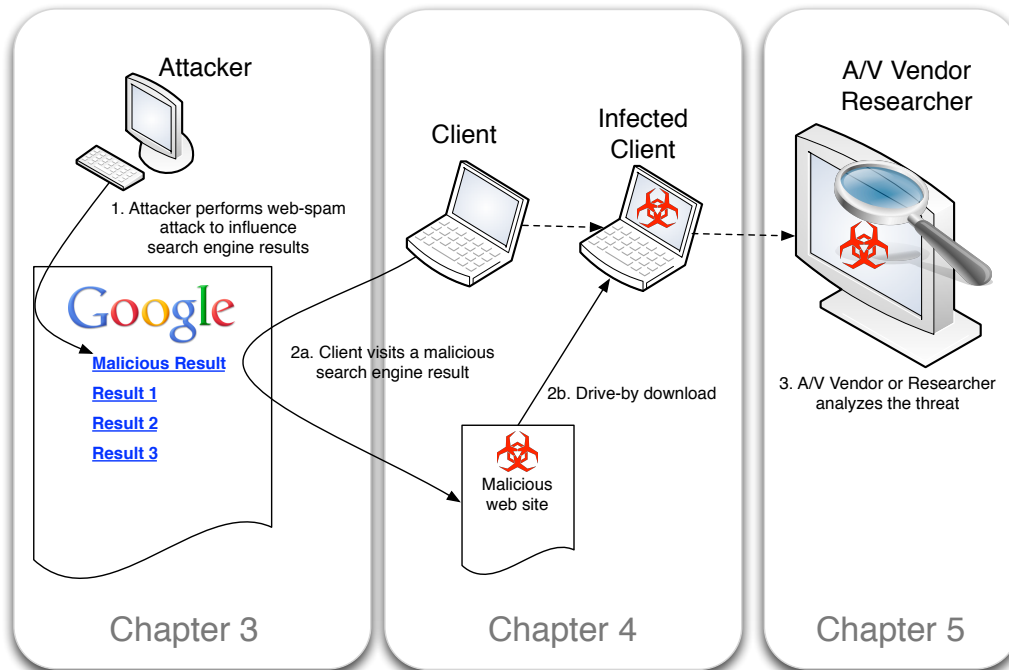 Attacker
1. Attacker performs web-spam
attack to influence
search engine results
Google
Malicious Result
Result 1
Result 2
Result 3
Chapter 3
Client
Infected
Client
2a. Client visits a malicious
search engine result
2b. Drive-by download
Malicious
web site
Chapter 4
A/V Vendor
Researcher
3. A/V Vendor or Researcher
analyzes the threat
Chapter 5